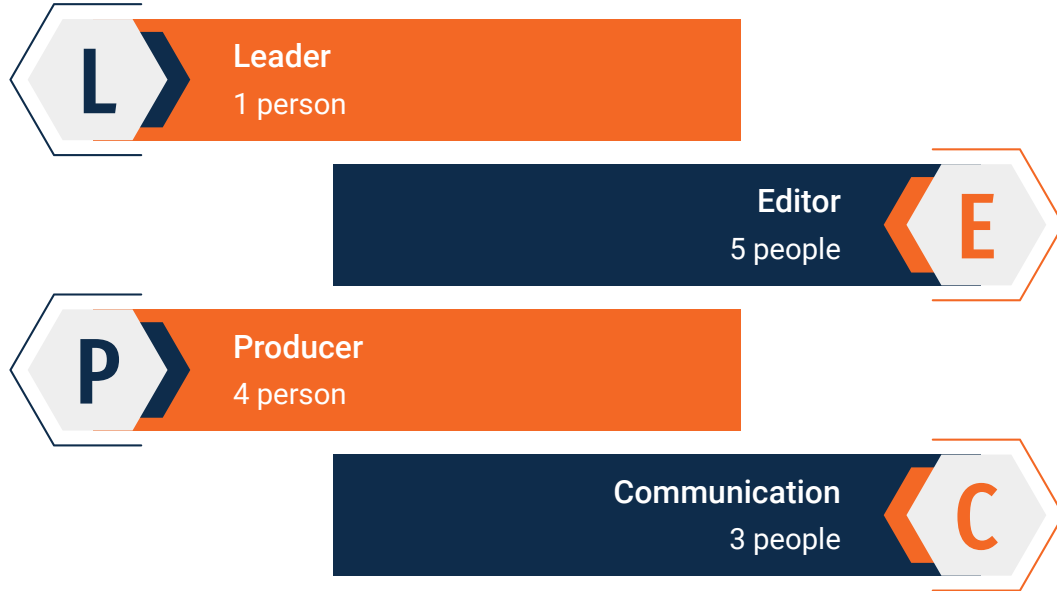 L
Leader
1 person
Editor
5 people
E
P
Producer
4 person
Communication
3 people
C